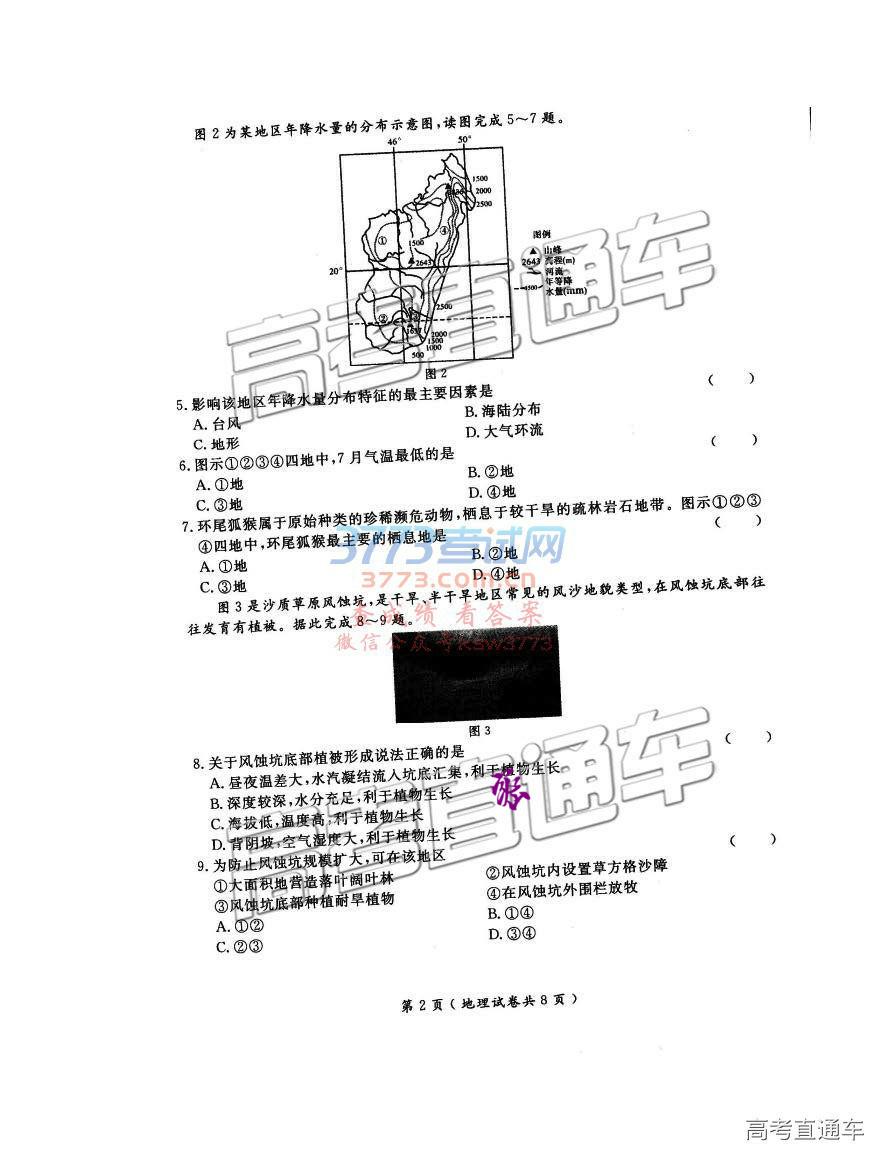 图 2 为某地区年降水量的分布示意图,读图完成 5～7 题。
46° 50°
1500
2000
2500
④
图例
① 1500
山峰
2643
2643 高程(m)
河流
20°
年等降
1500 水量(mm)
2500
② ③
1637
2000
1500
1000
500
图 2
5.影响该地区年降水量分布特征的最主要因素是 ( )
A.台风 B.海陆分布
C.地形 D.大气环流
6.图示①②③④四地中,7 月气温最低的是 ( )
A.①地 B.②地
C.③地 D.④地
7.环尾狐猴属于原始种类的珍稀濒危动物,栖息于较干旱的疏林岩石地带。图示①②③
④四地中,环尾狐猴最主要的栖息地是 ( )
A.①地 B.②地
C.③地 D.④地
图 3 是沙质草原风蚀坑,是干旱、半干旱地区常见的风沙地貌类型,在风蚀坑底部往
往发育有植被。据此完成 8～9 题。
图 3
8.关于风蚀坑底部植被形成说法正确的是 ( )
A.昼夜温差大,水汽凝结流入坑底汇集,利于植物生长
B.深度较深,水分充足,利于植物生长
C.海拔低,温度高,利于植物生长
D.背阴坡,空气湿度大,利于植物生长
9.为防止风蚀坑规模扩大,可在该地区 ( )
①大面积地营造落叶阔叶林 ②风蚀坑内设置草方格沙障
③风蚀坑底部种植耐旱植物 ④在风蚀坑外围栏放牧
A.①② B.①④
C.②③ D.③④
第 2 页 ( 地理试卷共 8 页 )
高考直通车
3773考试网
3773.com.cn
查成绩 看答案
微信公众号ksw3773
高考直通车
高考直通车